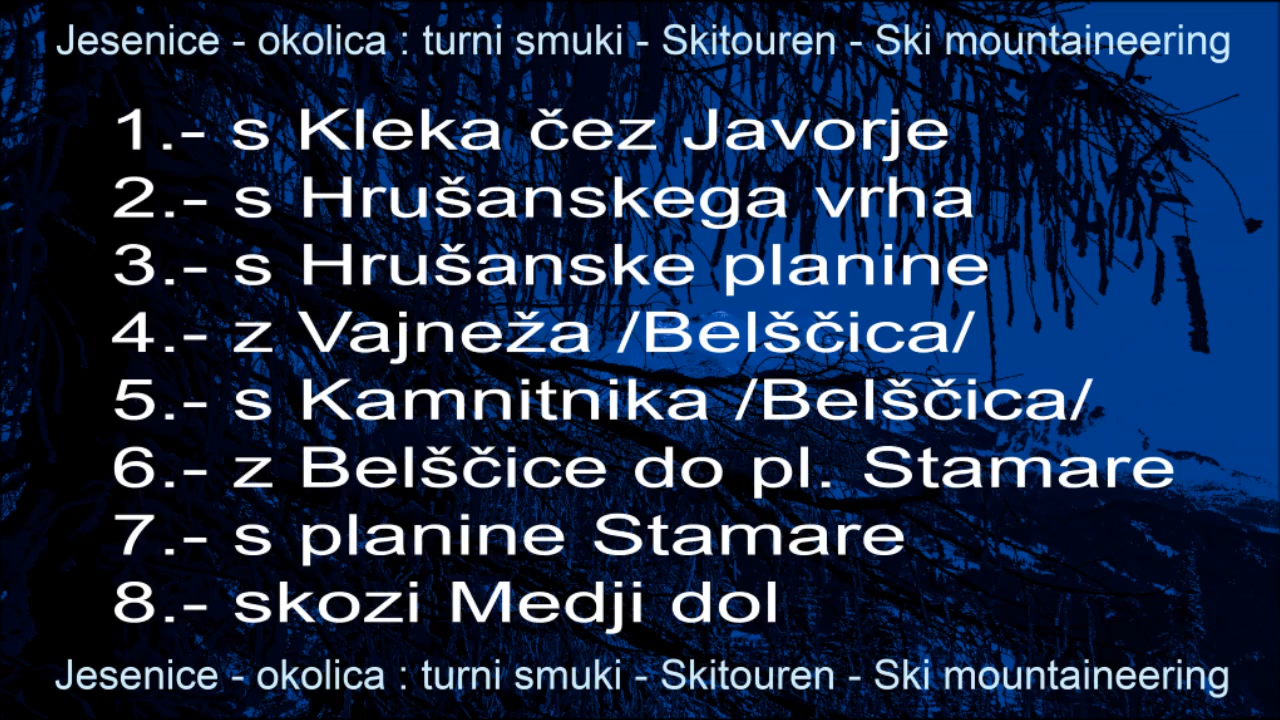 Jesenice - okolica : turni smuki - Skitouren - Ski mountaineering
1.- s Kleka čez Javorje
2.- s Hrušanskega vrha
3.- s Hrušanske planine
4.- z Vajneža /Belščica/
5.- s Kamnitnika /Belščica/
6.- z Belščice do pl. Stamare
7.- s planine Stamare
8.- skozi Medji dol
Jesenice - okolica : turni smuki - Skitouren - Ski mountaineering